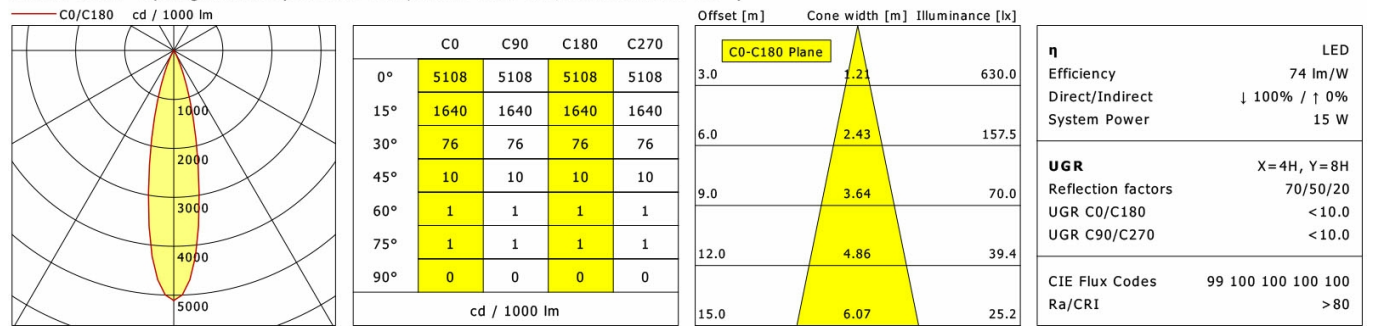 C0/C180 cd / 1000 lm
1000
2000
3000
4000
5000
C0 C90 C180 C270
0° 5108 5108 5108 5108
15° 1640 1640 1640 1640
30° 76 76 76 76
45° 10 10 10 10
60° 1 1 1 1
75° 1 1 1 1
90° 0 0 0 0
cd / 1000 lm
Offset [m] Cone width [m] Illuminance [lx]
C0-C180 Plane
3.0 1.21 630.0
6.0 2.43 157.5
9.0 3.64 70.0
12.0 4.86 39.4
15.0 6.07 25.2
η LED
Efficiency 74 lm/W
Direct/Indirect ↓ 100% / ↑ 0%
System Power 15 W
UGR X=4H, Y=8H
Reflection factors 70/50/20
UGR C0/C180 <10.0
UGR C90/C270 <10.0
CIE Flux Codes 99 100 100 100 100
Ra/CRI >80